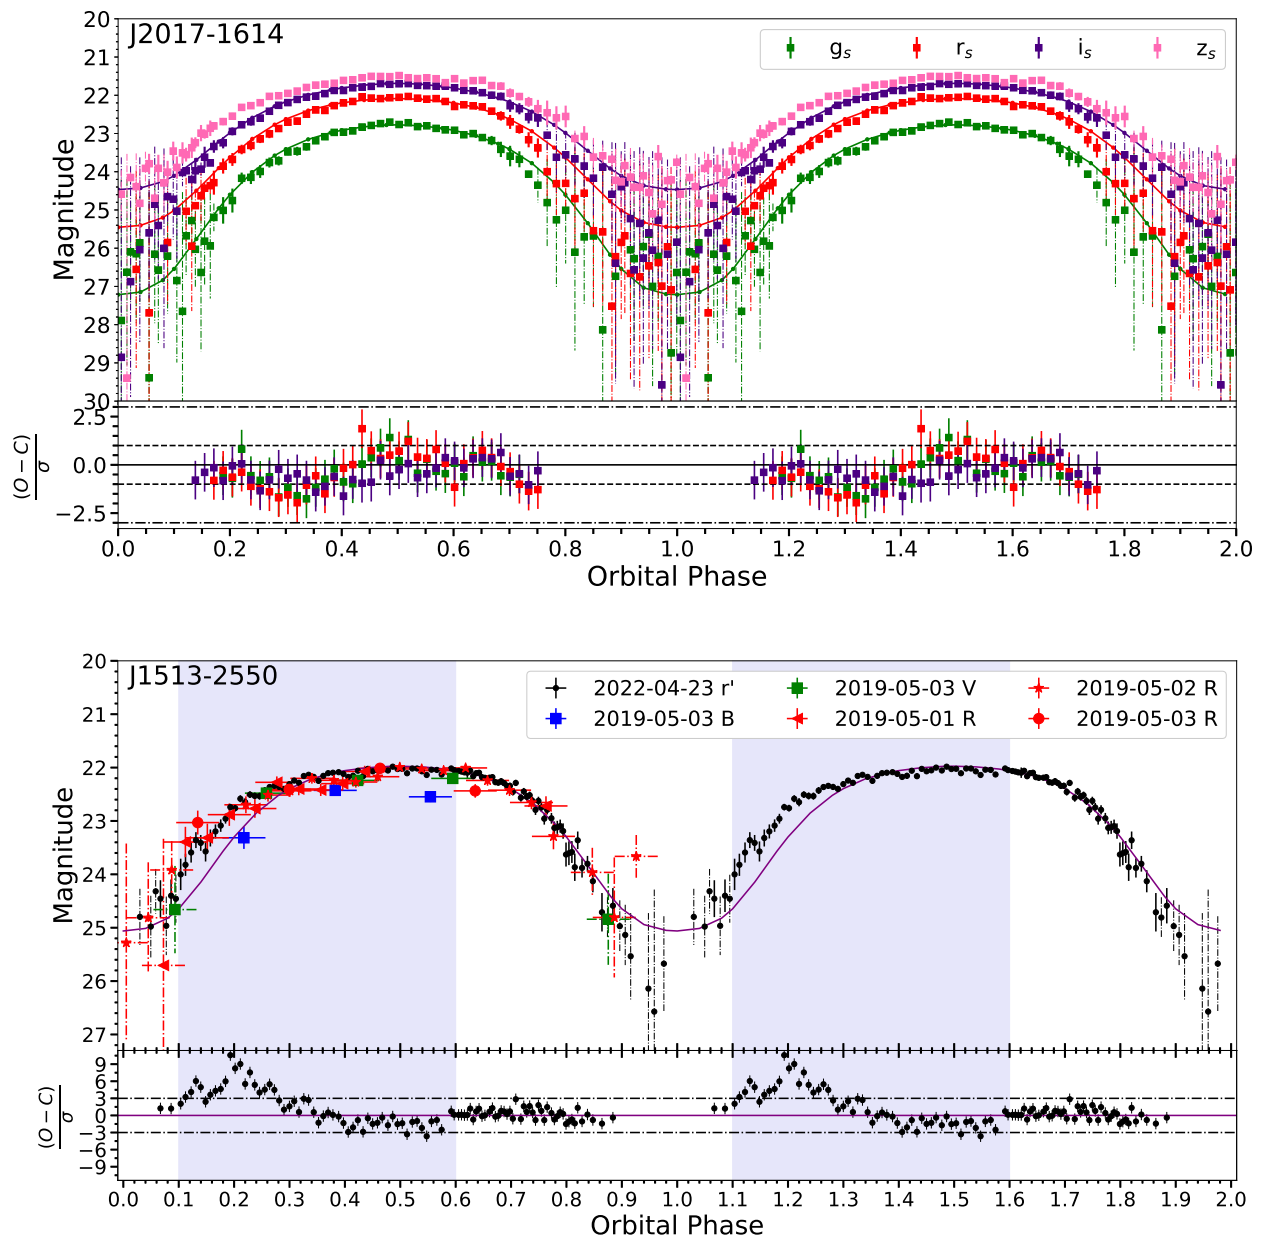 J2017-1614
g_s r_s i_s z_s
20
21
22
23
24
25
26
27
28
29
30
Magnitude
2.5
0.0
−2.5
(O − C)
σ
0.0 0.2 0.4 0.6 0.8 1.0 1.2 1.4 1.6 1.8 2.0
Orbital Phase
J1513-2550
2022-04-23 r' 2019-05-03 V 2019-05-02 R
2019-05-03 B 2019-05-01 R 2019-05-03 R
20
21
22
23
24
25
26
27
Magnitude
9
6
3
0
−3
−6
−9
(O − C)
σ
0.0 0.1 0.2 0.3 0.4 0.5 0.6 0.7 0.8 0.9 1.0 1.1 1.2 1.3 1.4 1.5 1.6 1.7 1.8 1.9 2.0
Orbital Phase